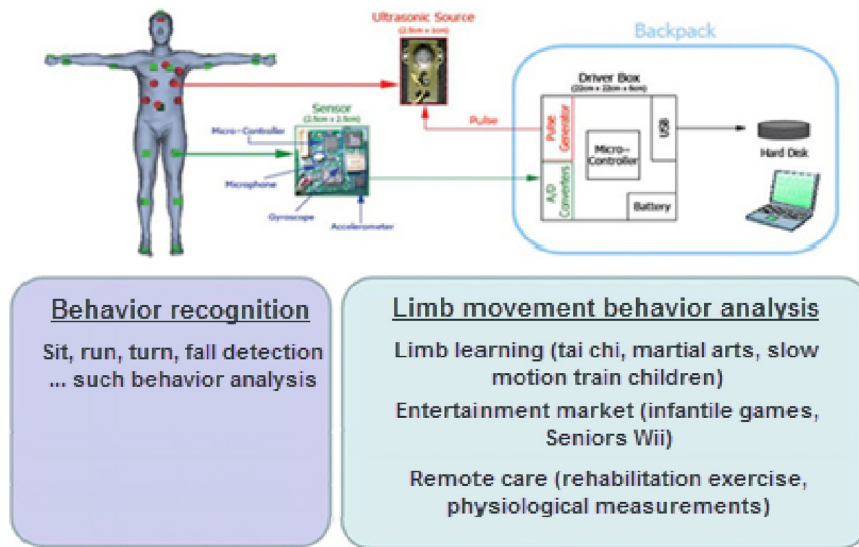 Ultrasonic Source
(2.5cm x 1cm)
Backpack
Driver Box
(22cm x 22cm x 6cm)
Sensor
(2.5cm x 2.5cm)
Micro-Controller
Microphone
Gyroscope
Accelerometer
Pulse
Pulse
Generator
A/D
Converters
Micro-
Controller
USB
Battery
Hard Disk
Behavior recognition
Sit, run, turn, fall detection
... such behavior analysis
Limb movement behavior analysis
Limb learning (tai chi, martial arts, slow
motion train children)
Entertainment market (infantile games,
Seniors Wii)
Remote care (rehabilitation exercise,
physiological measurements)